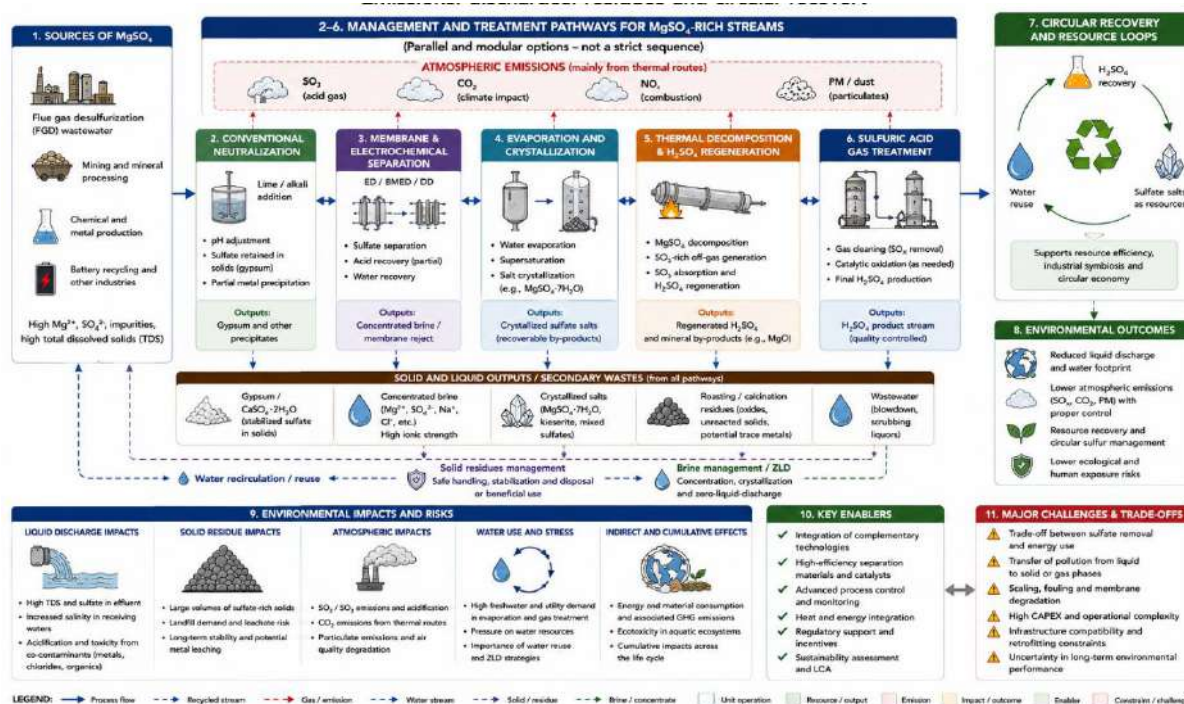 Emissions, discharges, residues and circular recovery
1. SOURCES OF MgSO₄
Flue gas desulfurization
(FGD) wastewater
Mining and mineral
processing
Chemical and
metal production
Battery recycling and
other industries
High Mg²⁺, SO₄²⁻, impurities,
high total dissolved solids (TDS)
2–6. MANAGEMENT AND TREATMENT PATHWAYS FOR MgSO₄-RICH STREAMS
(Parallel and modular options – not a strict sequence)
ATMOSPHERIC EMISSIONS (mainly from thermal routes)
SO₃
(acid gas)
CO₂
(climate impact)
NOₓ
(combustion)
PM / dust
(particulates)
2. CONVENTIONAL
NEUTRALIZATION
Lime / alkali
addition
• pH adjustment
• Sulfate retained in
solids (gypsum)
• Partial metal precipitation
Outputs:
Gypsum and other
precipitates
3. MEMBRANE &
ELECTROCHEMICAL
SEPARATION
ED / BMED / DD
• Sulfate separation
• Acid recovery (partial)
• Water recovery
Outputs:
Concentrated brine /
membrane reject
4. EVAPORATION AND
CRYSTALLIZATION
• Water evaporation
• Supersaturation
• Salt crystallization
(e.g., MgSO₄·7H₂O)
Outputs:
Crystallized sulfate salts
(recoverable by-products)
5. THERMAL DECOMPOSITION
& H₂SO₄ REGENERATION
• MgSO₄ decomposition
• SO₃-rich off-gas generation
• SO₃ absorption and
H₂SO₄ regeneration
Outputs:
Regenerated H₂SO₄
and mineral by-products (e.g., MgO)
6. SULFURIC ACID
GAS TREATMENT
• Gas cleaning (SOₓ removal)
• Catalytic oxidation (as needed)
• Final H₂SO₄ production
Outputs:
H₂SO₄ product stream
(quality controlled)
SOLID AND LIQUID OUTPUTS / SECONDARY WASTES (from all pathways)
Gypsum /
CaSO₄·2H₂O
(stabilized sulfate
in solids)
Concentrated brine
(Mg²⁺, SO₄²⁻, Na⁺,
Cl⁻, etc.)
High ionic strength
Crystallized salts
(MgSO₄·7H₂O,
kieserite, mixed
sulfates)
Roasting / calcination
residues (oxides,
unreacted solids,
potential trace metals)
Wastewater
(blowdown,
scrubbing
liquors)
Water recirculation / reuse
Solid residues management
Safe handling, stabilization and disposal
or beneficial use
Brine management / ZLD
Concentration, crystallization
and zero-liquid-discharge
7. CIRCULAR RECOVERY
AND RESOURCE LOOPS
H₂SO₄
recovery
Water
reuse
Sulfate salts
as resources
Supports resource efficiency,
industrial symbiosis and
circular economy
8. ENVIRONMENTAL OUTCOMES
Reduced liquid discharge
and water footprint
Lower atmospheric emissions
(SOₓ, CO₂, PM) with
proper control
Resource recovery and
circular sulfur management
Lower ecological and
human exposure risks
9. ENVIRONMENTAL IMPACTS AND RISKS
LIQUID DISCHARGE IMPACTS
• High TDS and sulfate in effluent
• Increased salinity in receiving
waters
• Acidification and toxicity from
co-contaminants (metals,
chlorides, organics)
SOLID RESIDUE IMPACTS
• Large volumes of sulfate-rich solids
• Landfill demand and leachate risk
• Long-term stability and potential
metal leaching
ATMOSPHERIC IMPACTS
• SO₂ / SO₃ emissions and acidification
• CO₂ emissions from thermal routes
• Particulate emissions and air
quality degradation
WATER USE AND STRESS
• High freshwater and utility demand
in evaporation and gas treatment
• Pressure on water resources
• Importance of water reuse
and ZLD strategies
INDIRECT AND CUMULATIVE EFFECTS
• Energy and material consumption
and associated GHG emissions
• Ecotoxicity in aquatic ecosystems
• Cumulative impacts across
the life cycle
10. KEY ENABLERS
✓ Integration of complementary
technologies
✓ High-efficiency separation
materials and catalysts
✓ Advanced process control
and monitoring
✓ Heat and energy integration
✓ Regulatory support and
incentives
✓ Sustainability assessment
and LCA
11. MAJOR CHALLENGES & TRADE-OFFS
Trade-off between sulfate removal
and energy use
Transfer of pollution from liquid
to solid or gas phases
Scaling, fouling and membrane
degradation
High CAPEX and operational complexity
Infrastructure compatibility and
retrofitting constraints
Uncertainty in long-term environmental
performance
LEGEND: Process flow Recycled stream Gas / emission Water stream Solid / residue Brine / concentrate Unit operation Resource / output Emission Impact / outcome Enabler Constraint / challenge